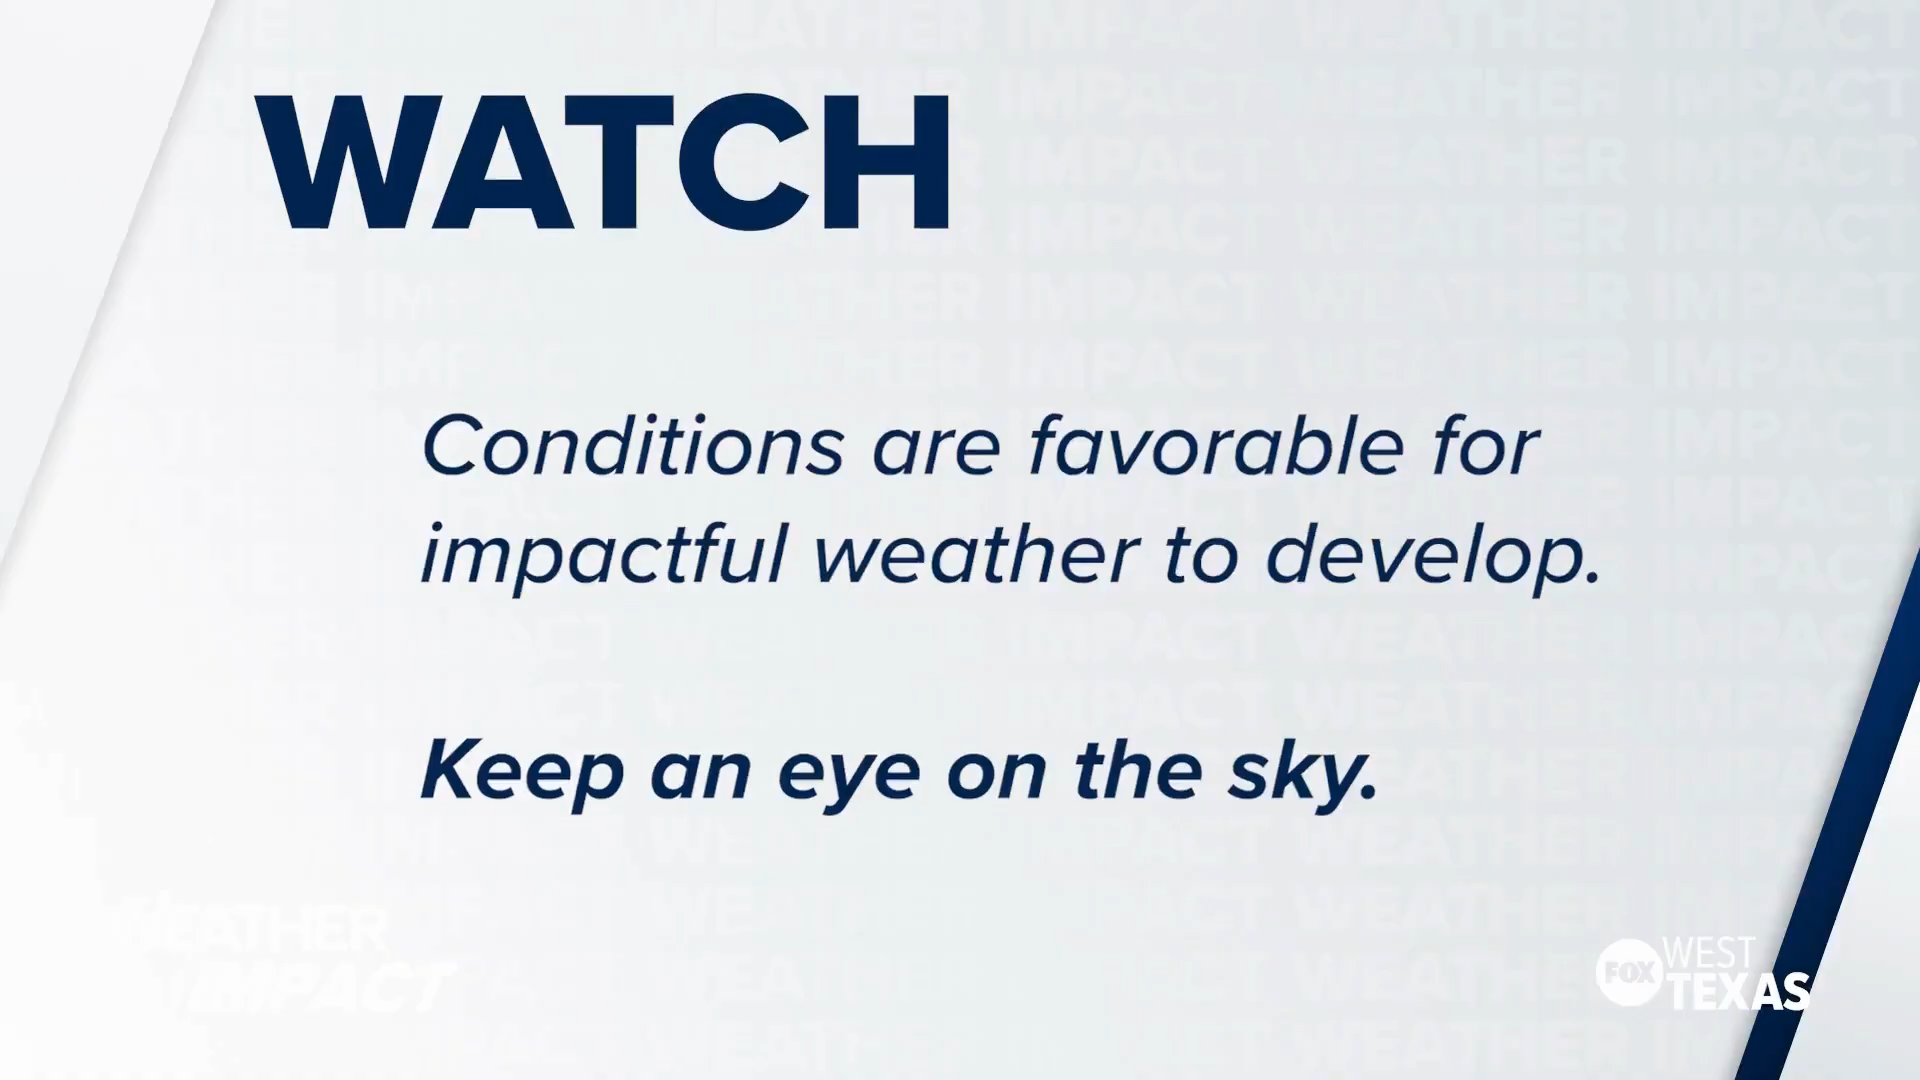 WATCH
Conditions are favorable for
impactful weather to develop.
Keep an eye on the sky.
WEATHER
IMPACT
FOX WEST
TEXAS